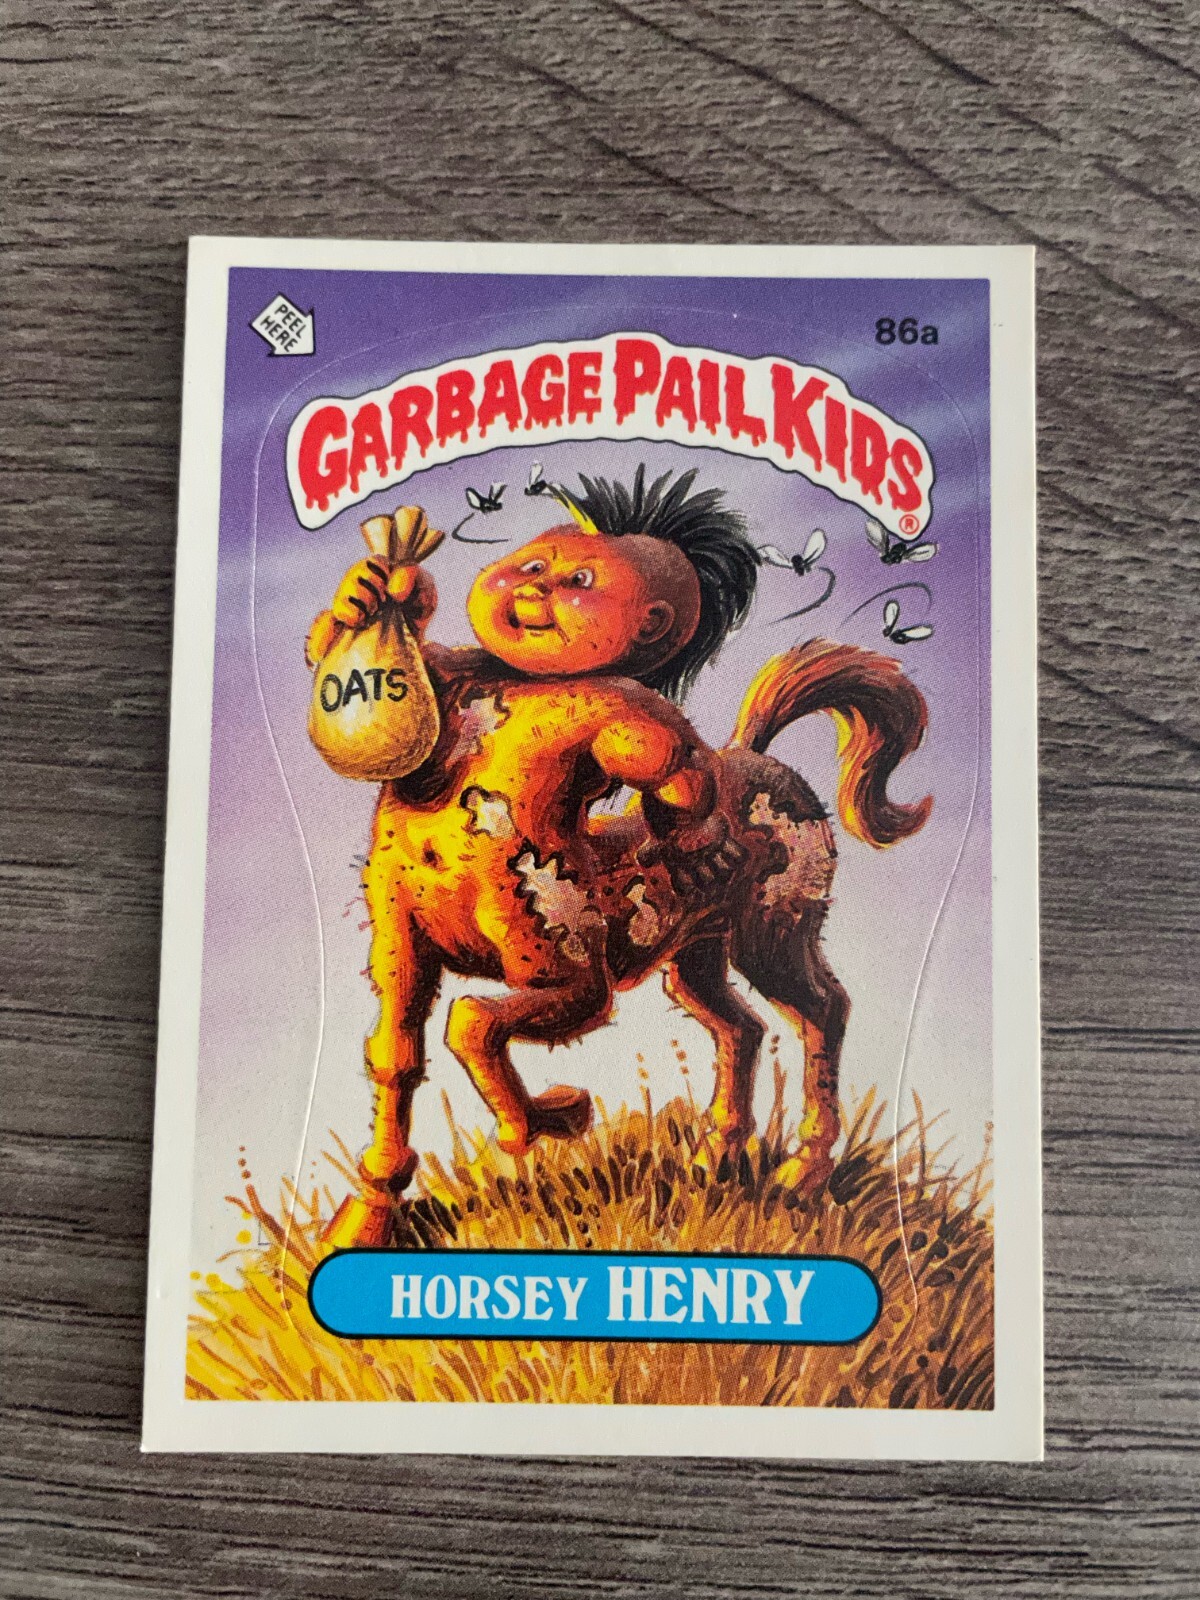 PEEL
HERE
86a
GARBAGE PAIL KIDS
®
OATS
HORSEY HENRY